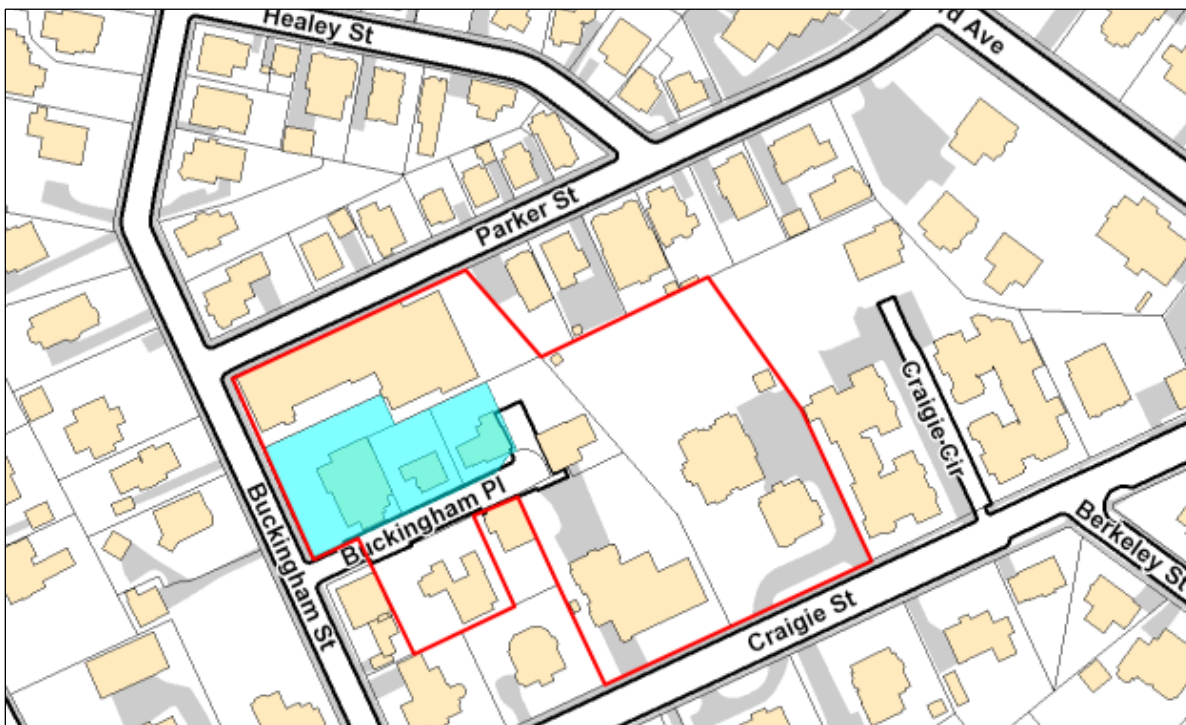 Healey St
Ave
Parker St
Craigie Cir
Buckingham Pl
Buckingham St
Berkeley St
Craigie St